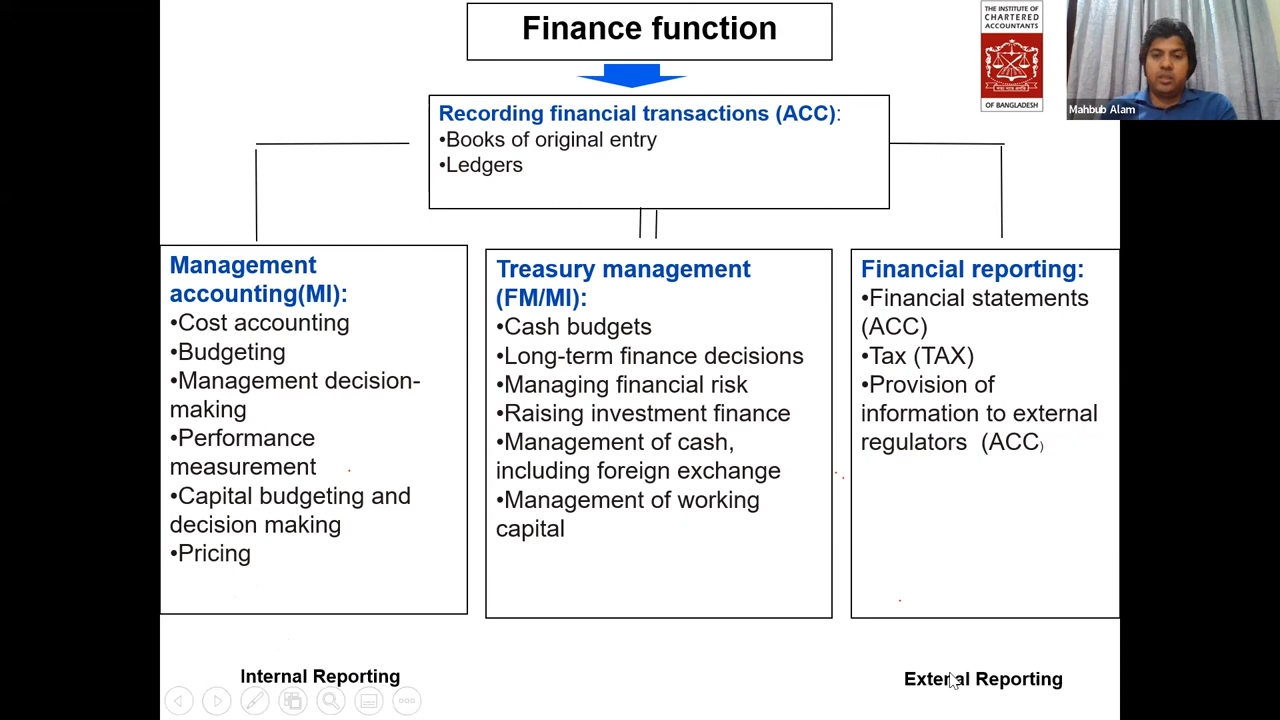 Finance function
THE INSTITUTE OF
CHARTERED
ACCOUNTANTS
OF BANGLADESH
Mahbub Alam
Recording financial transactions (ACC):
•Books of original entry
•Ledgers
Management
accounting(MI):
•Cost accounting
•Budgeting
•Management decision-
making
•Performance
measurement
•Capital budgeting and
decision making
•Pricing
Treasury management
(FM/MI):
•Cash budgets
•Long-term finance decisions
•Managing financial risk
•Raising investment finance
•Management of cash,
including foreign exchange
•Management of working
capital
Financial reporting:
•Financial statements
(ACC)
•Tax (TAX)
•Provision of
information to external
regulators (ACC)
Internal Reporting
External Reporting